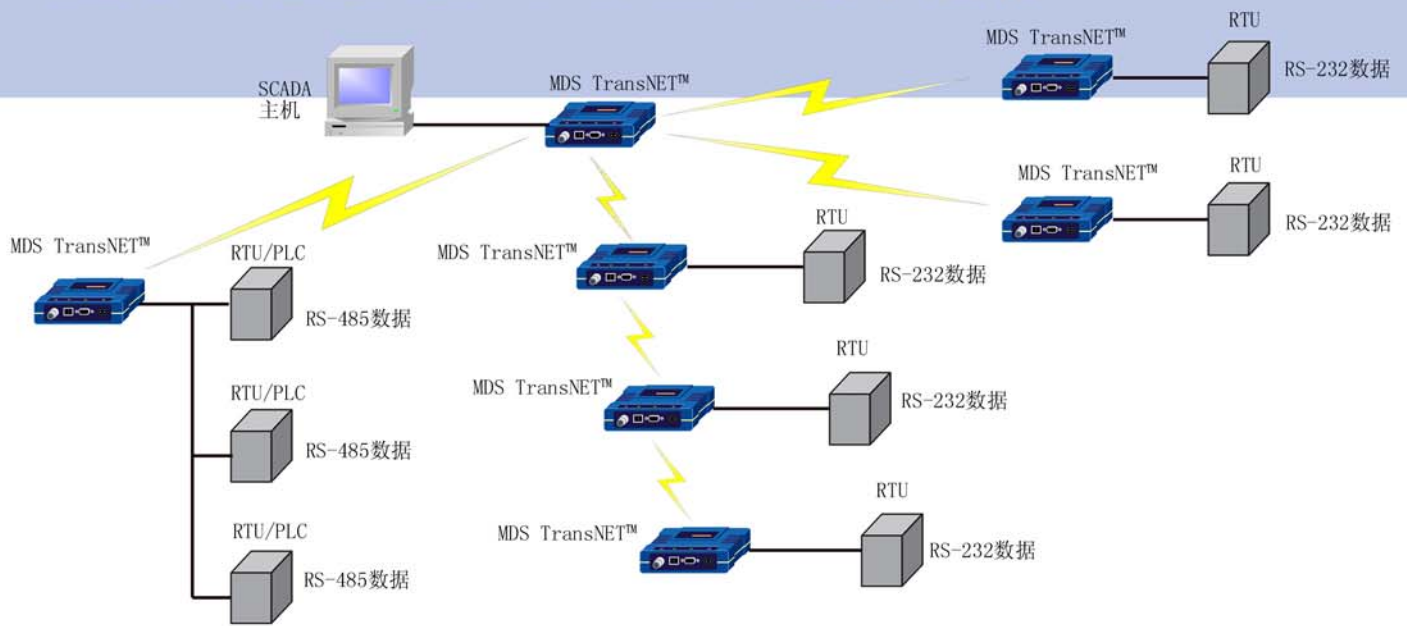 SCADA
主机
MDS TransNET™
MDS TransNET™
RTU
RS-232数据
MDS TransNET™
RTU
RS-232数据
MDS TransNET™
RTU/PLC
RS-485数据
RTU/PLC
RS-485数据
RTU/PLC
RS-485数据
MDS TransNET™
RTU
RS-232数据
MDS TransNET™
RTU
RS-232数据
MDS TransNET™
RTU
RS-232数据